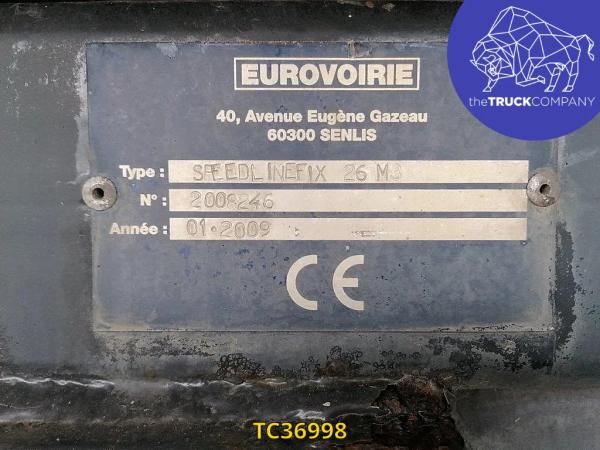 EUROVOIRIE
40, Avenue Eugène Gazeau
60300 SENLIS
Type : SPEEDLINEFIX 26 M3
N° : 2008246
Année : 01·2009
CE
theTRUCKCOMPANY
TC36998